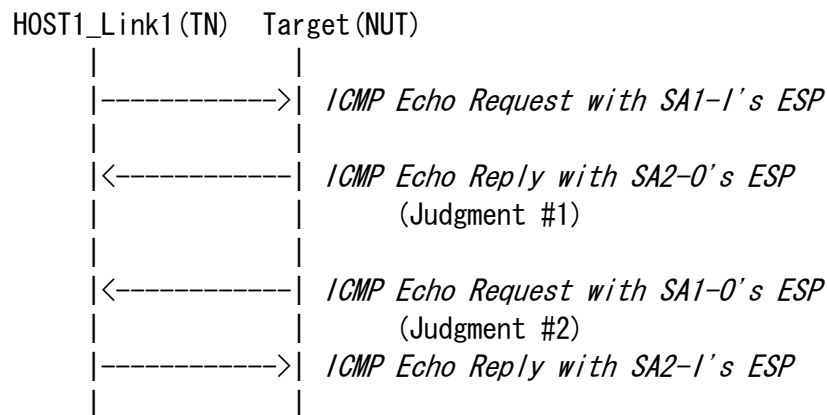 HOST1_Link1(TN) Target(NUT)
ICMP Echo Request with SA1-I's ESP
ICMP Echo Reply with SA2-O's ESP
(Judgment #1)
ICMP Echo Request with SA1-O's ESP
(Judgment #2)
ICMP Echo Reply with SA2-I's ESP